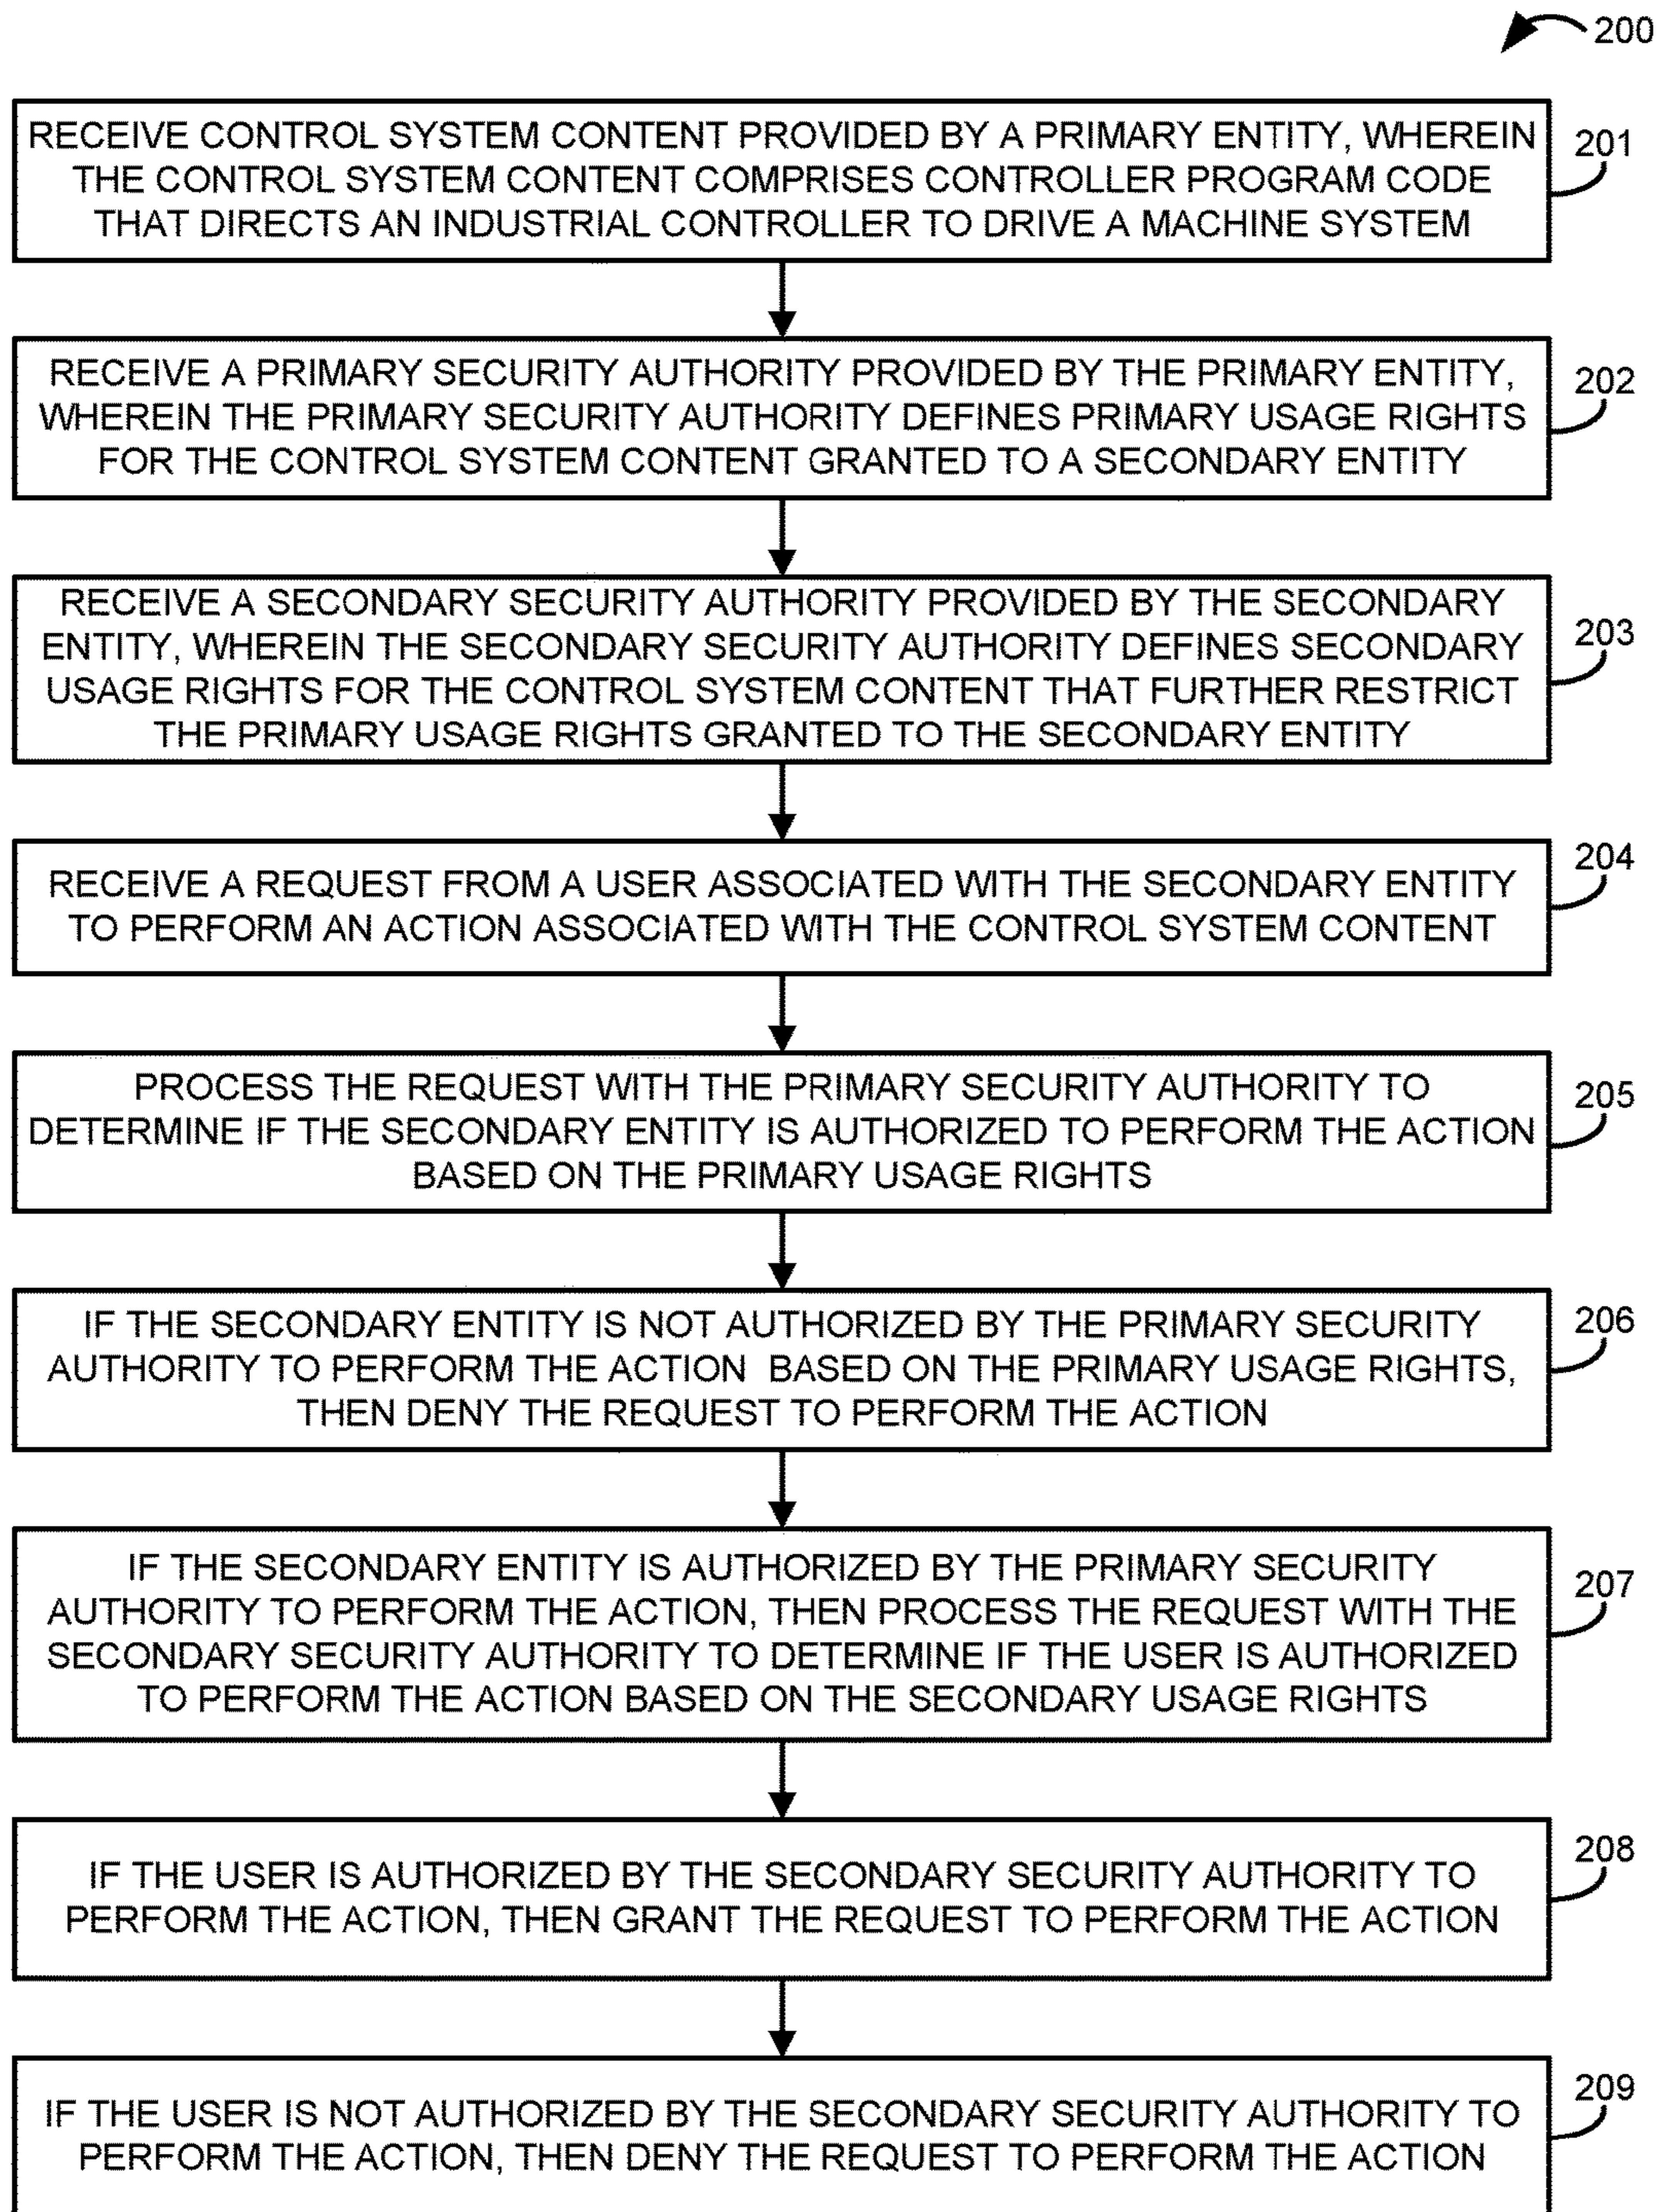 200
RECEIVE CONTROL SYSTEM CONTENT PROVIDED BY A PRIMARY ENTITY, WHEREIN
THE CONTROL SYSTEM CONTENT COMPRISES CONTROLLER PROGRAM CODE
THAT DIRECTS AN INDUSTRIAL CONTROLLER TO DRIVE A MACHINE SYSTEM
201
RECEIVE A PRIMARY SECURITY AUTHORITY PROVIDED BY THE PRIMARY ENTITY,
WHEREIN THE PRIMARY SECURITY AUTHORITY DEFINES PRIMARY USAGE RIGHTS
FOR THE CONTROL SYSTEM CONTENT GRANTED TO A SECONDARY ENTITY
202
RECEIVE A SECONDARY SECURITY AUTHORITY PROVIDED BY THE SECONDARY
ENTITY, WHEREIN THE SECONDARY SECURITY AUTHORITY DEFINES SECONDARY
USAGE RIGHTS FOR THE CONTROL SYSTEM CONTENT THAT FURTHER RESTRICT
THE PRIMARY USAGE RIGHTS GRANTED TO THE SECONDARY ENTITY
203
RECEIVE A REQUEST FROM A USER ASSOCIATED WITH THE SECONDARY ENTITY
TO PERFORM AN ACTION ASSOCIATED WITH THE CONTROL SYSTEM CONTENT
204
PROCESS THE REQUEST WITH THE PRIMARY SECURITY AUTHORITY TO
DETERMINE IF THE SECONDARY ENTITY IS AUTHORIZED TO PERFORM THE ACTION
BASED ON THE PRIMARY USAGE RIGHTS
205
IF THE SECONDARY ENTITY IS NOT AUTHORIZED BY THE PRIMARY SECURITY
AUTHORITY TO PERFORM THE ACTION BASED ON THE PRIMARY USAGE RIGHTS,
THEN DENY THE REQUEST TO PERFORM THE ACTION
206
IF THE SECONDARY ENTITY IS AUTHORIZED BY THE PRIMARY SECURITY
AUTHORITY TO PERFORM THE ACTION, THEN PROCESS THE REQUEST WITH THE
SECONDARY SECURITY AUTHORITY TO DETERMINE IF THE USER IS AUTHORIZED
TO PERFORM THE ACTION BASED ON THE SECONDARY USAGE RIGHTS
207
IF THE USER IS AUTHORIZED BY THE SECONDARY SECURITY AUTHORITY TO
PERFORM THE ACTION, THEN GRANT THE REQUEST TO PERFORM THE ACTION
208
IF THE USER IS NOT AUTHORIZED BY THE SECONDARY SECURITY AUTHORITY TO
PERFORM THE ACTION, THEN DENY THE REQUEST TO PERFORM THE ACTION
209